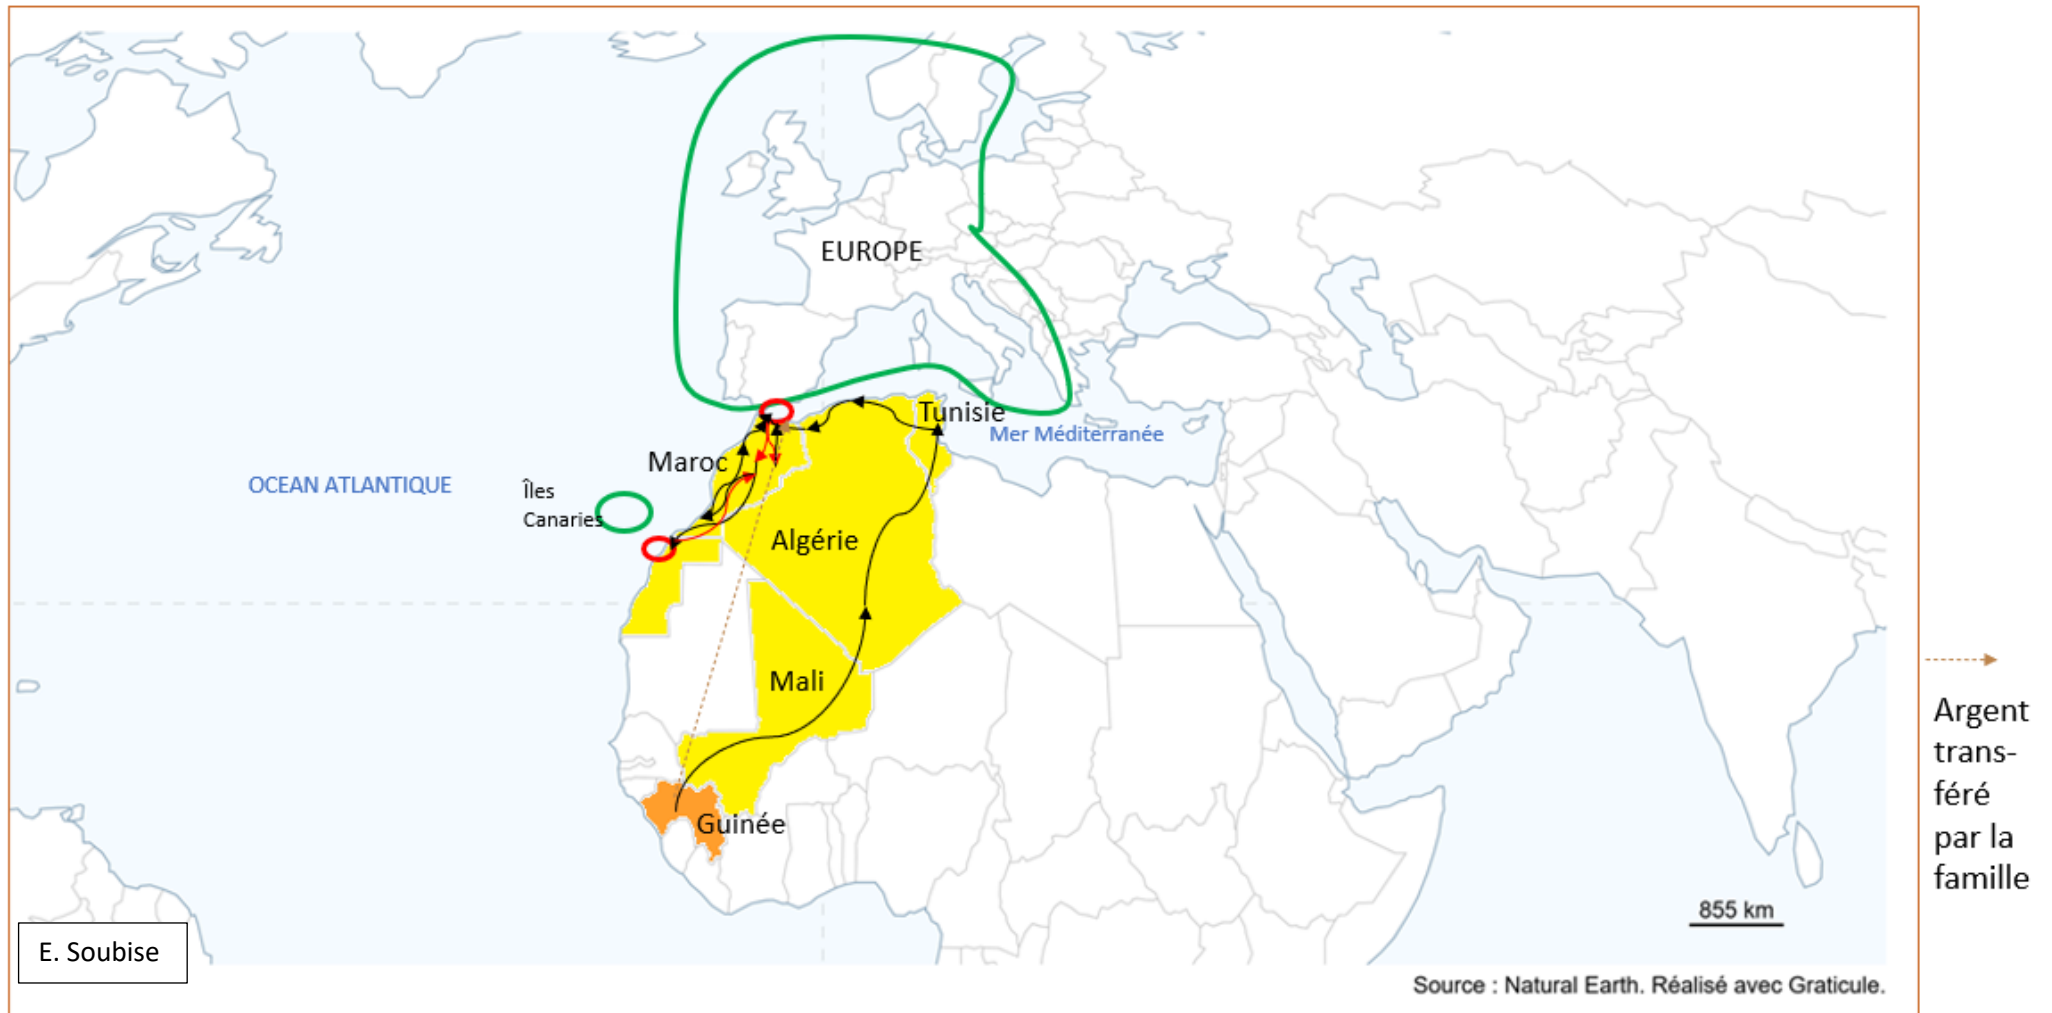 EUROPE
Tunisie
Mer Méditerranée
Maroc
OCEAN ATLANTIQUE
Îles
Canaries
Algérie
Mali
Guinée
Argent
trans-
féré
par la
famille
855 km
E. Soubise
Source : Natural Earth. Réalisé avec Graticule.